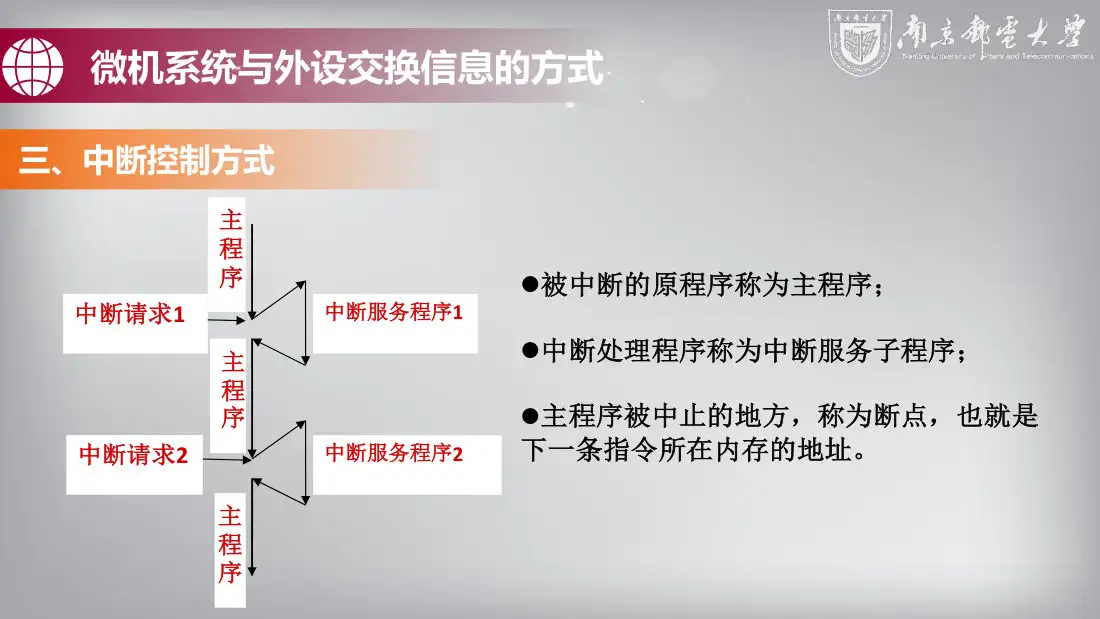 微机系统与外设交换信息的方式
南京邮电大学
Nanjing University of Posts and Telecommunications
三、中断控制方式
主程序
中断请求1
中断服务程序1
主程序
中断请求2
中断服务程序2
主程序
●被中断的原程序称为主程序；
●中断处理程序称为中断服务子程序；
●主程序被中止的地方，称为断点，也就是
下一条指令所在内存的地址。